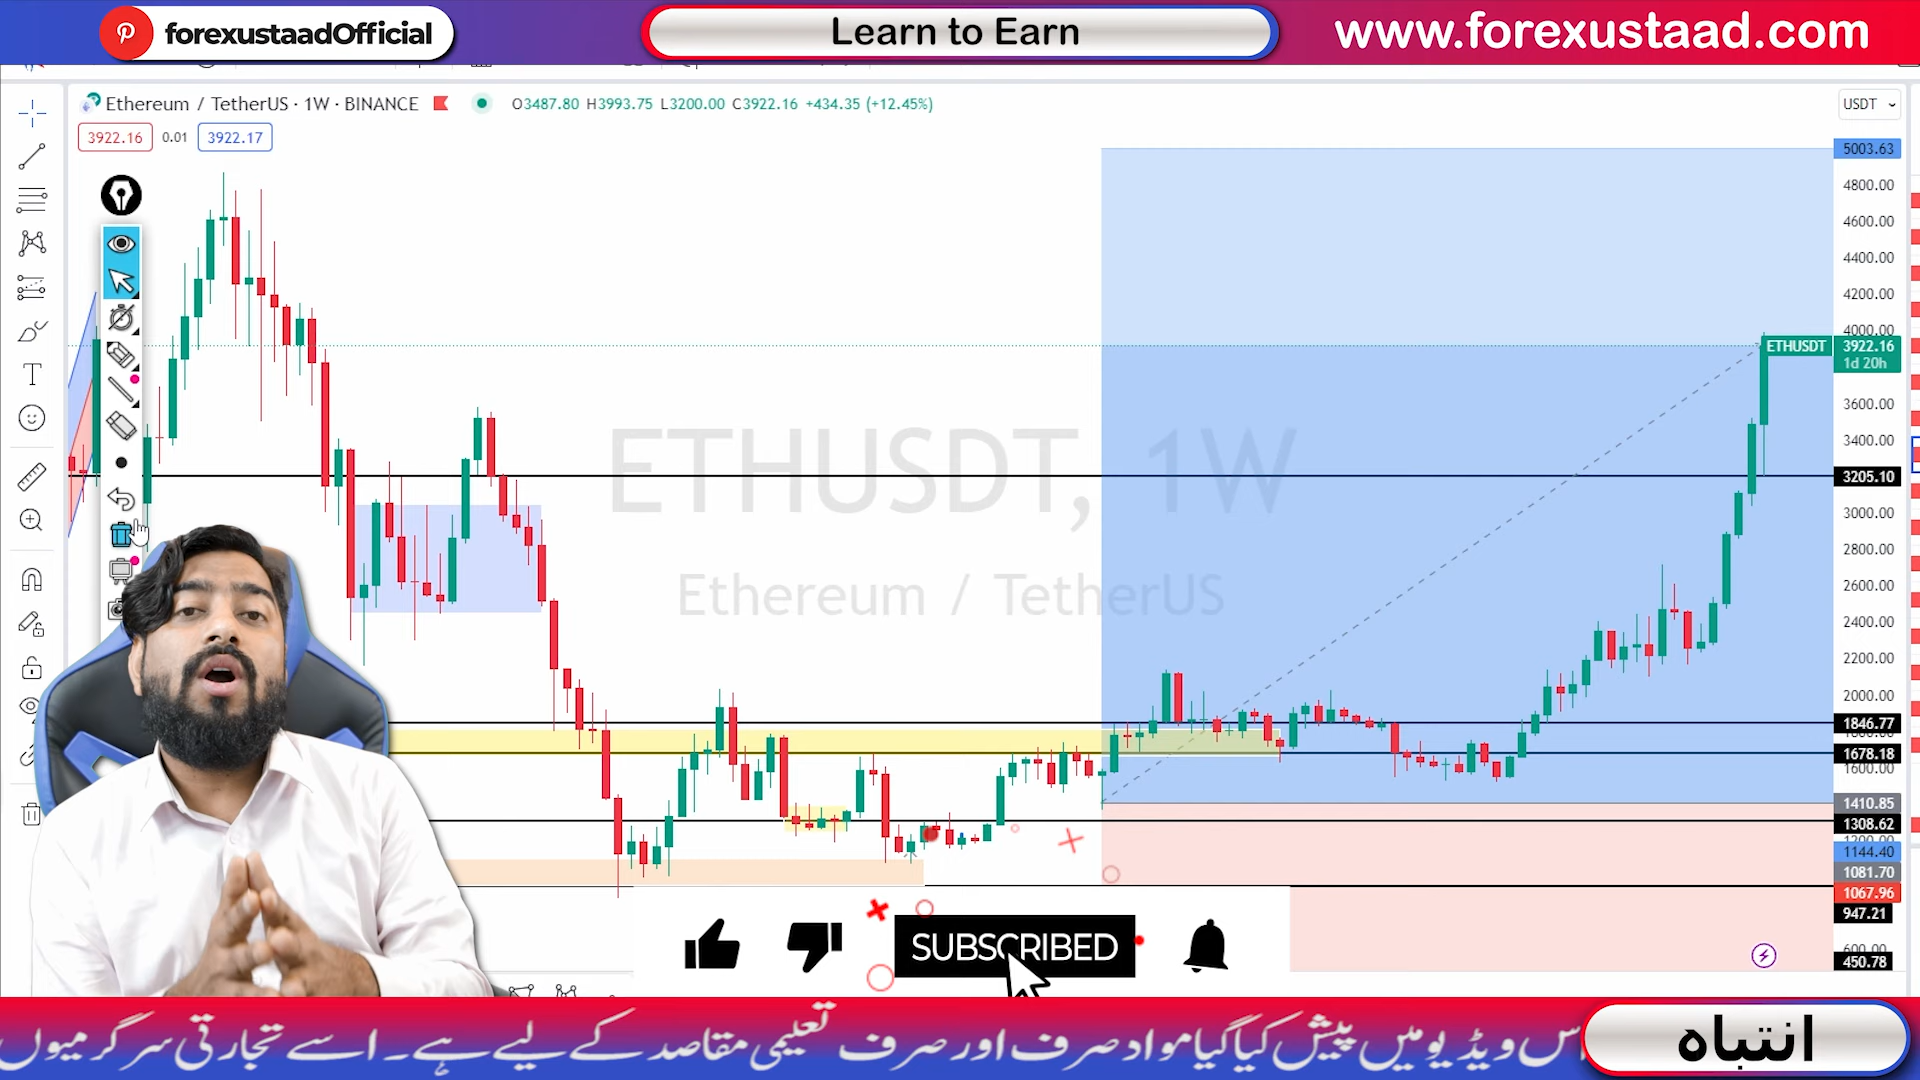 forexustaadOfficial
Learn to Earn
www.forexustaad.com
Ethereum / TetherUS · 1W · BINANCE O3487.80 H3993.75 L3200.00 C3922.16 +434.35 (+12.45%)
USDT
3922.16 0.01 3922.17
5003.63
4800.00
4600.00
4400.00
4200.00
4000.00
ETHUSDT 3922.16
1d 20h
3600.00
3400.00
ETHUSDT, 1W
3205.10
3000.00
2800.00
2600.00
Ethereum / TetherUS
2400.00
2200.00
2000.00
1846.77
1678.18
1600.00
1410.85
1308.62
1144.40
1081.70
1067.96
947.21
600.00
450.78
SUBSCRIBED
اس ویڈیو میں پیش کیا گیا مواد صرف اور صرف تعلیمی مقاصد کے لیے ہے۔ اسے تجارتی سرگرمیوں
انتباہ